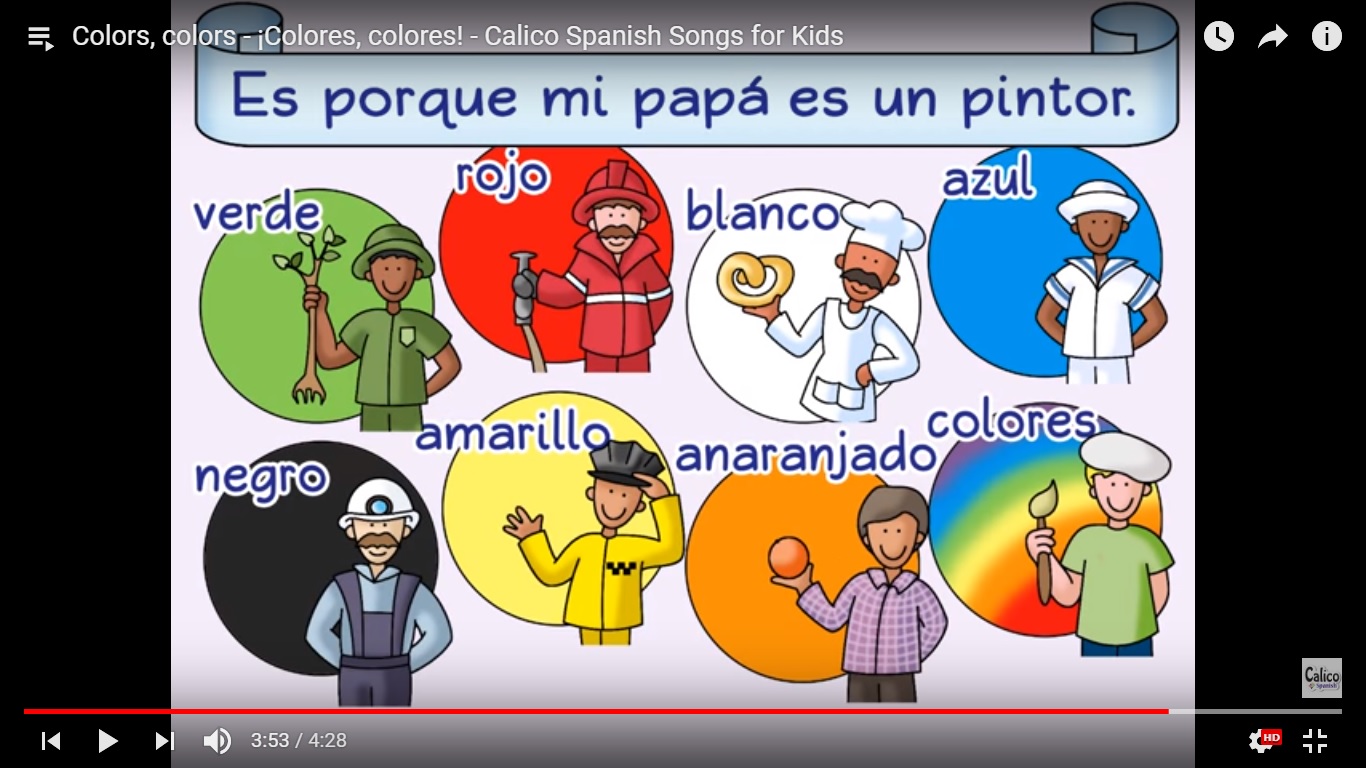 Colors, colors - ¡Colores, colores! - Calico Spanish Songs for Kids
Es porque mi papá es un pintor.
verde
rojo
blanco
azul
negro
amarillo
anaranjado
colores
Calico
Spanish
3:53 / 4:28
HD